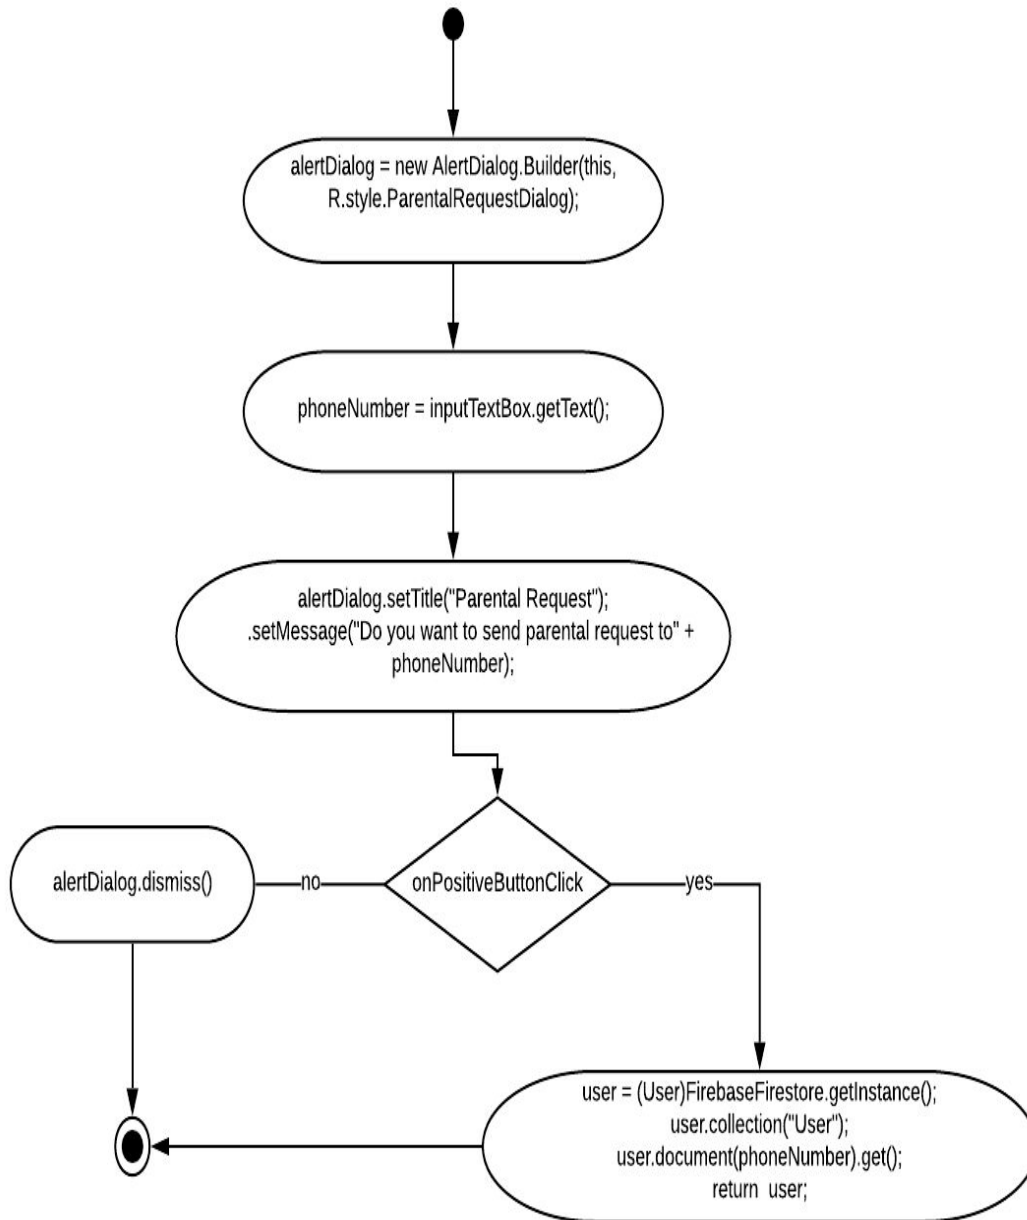 alertDialog = new AlertDialog.Builder(this,
R.style.ParentalRequestDialog);
phoneNumber = inputTextBox.getText();
alertDialog.setTitle("Parental Request");
.setMessage("Do you want to send parental request to" +
phoneNumber);
alertDialog.dismiss()
no
onPositiveButtonClick
yes
user = (User)FirebaseFirestore.getInstance();
user.collection("User");
user.document(phoneNumber).get();
return user;